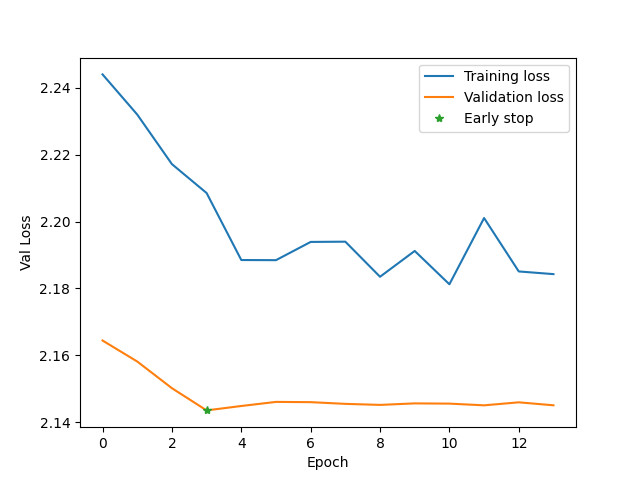 Training loss
Validation loss
Early stop
2.24
2.22
2.20
2.18
2.16
2.14
Val Loss
0 2 4 6 8 10 12
Epoch